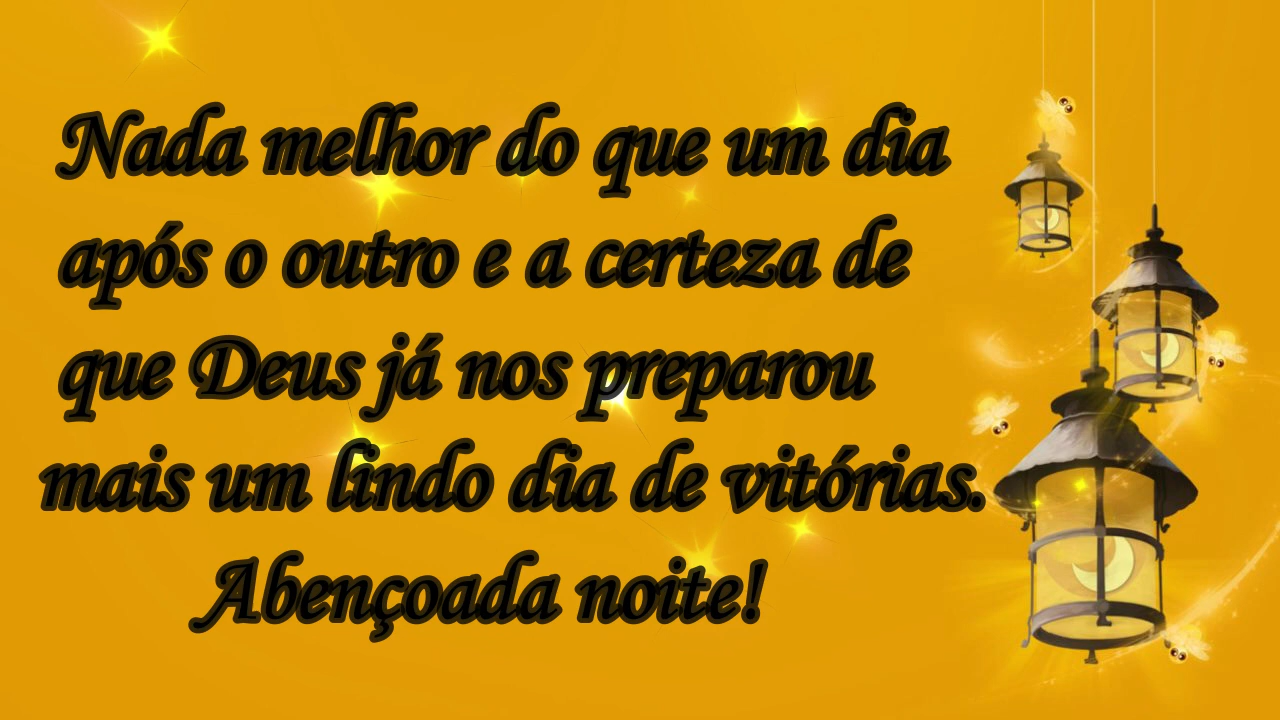 Nada melhor do que um dia
após o outro e a certeza de
que Deus já nos preparou
mais um lindo dia de vitórias.
Abençoada noite!